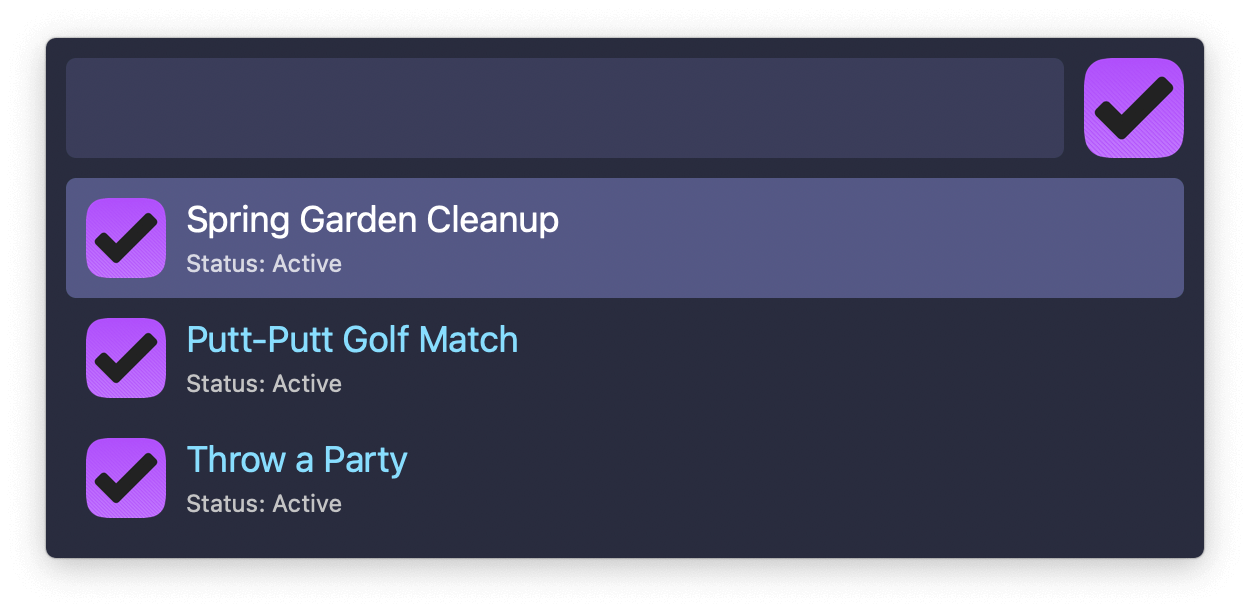 Spring Garden Cleanup
Status: Active
Putt-Putt Golf Match
Status: Active
Throw a Party
Status: Active